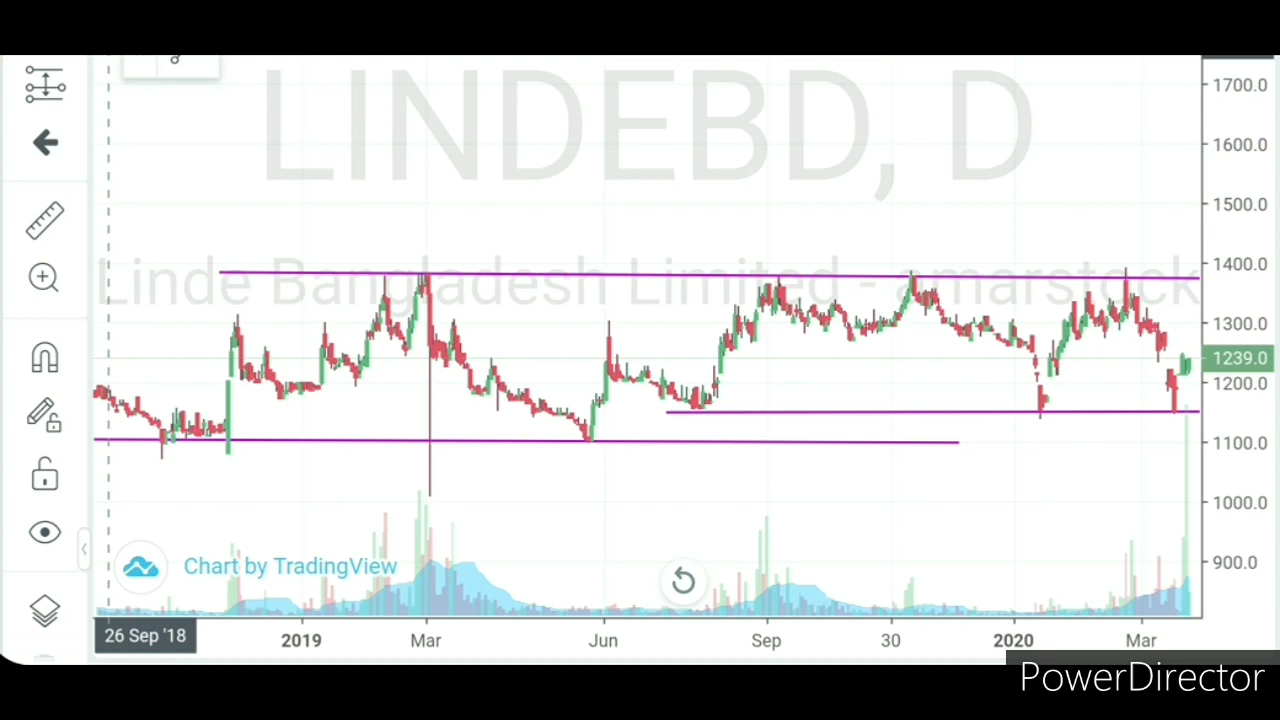 LINDEBD, D
Linde Bangladesh Limited - amarstock
1700.0
1600.0
1500.0
1400.0
1300.0
1239.0
1200.0
1100.0
1000.0
900.0
Chart by TradingView
26 Sep '18
2019
Mar
Jun
Sep
30
2020
Mar
PowerDirector